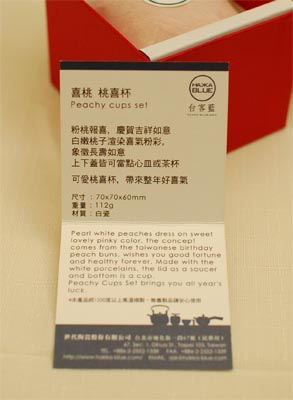 HAKKA
BLUE
台客藍
喜桃 桃喜杯
Peachy cups set
粉桃報喜，慶賀吉祥如意
白嫩桃子渲染喜氣粉彩，
象徵長壽如意
上下蓋皆可當點心皿或茶杯
可愛桃喜杯，帶來整年好喜氣
尺寸：70x70x60mm
重量：112g
材質：白瓷
Pearl white peaches dress on sweet
lovely pinky color, the concept
comes from the taiwanese birthday
peach buns, wishes you good fortune
and healthy forever. Made with the
white porcelains, the lid as a saucer
and bottom is a cup.
Peachy Cups Set brings you all year's
luck.